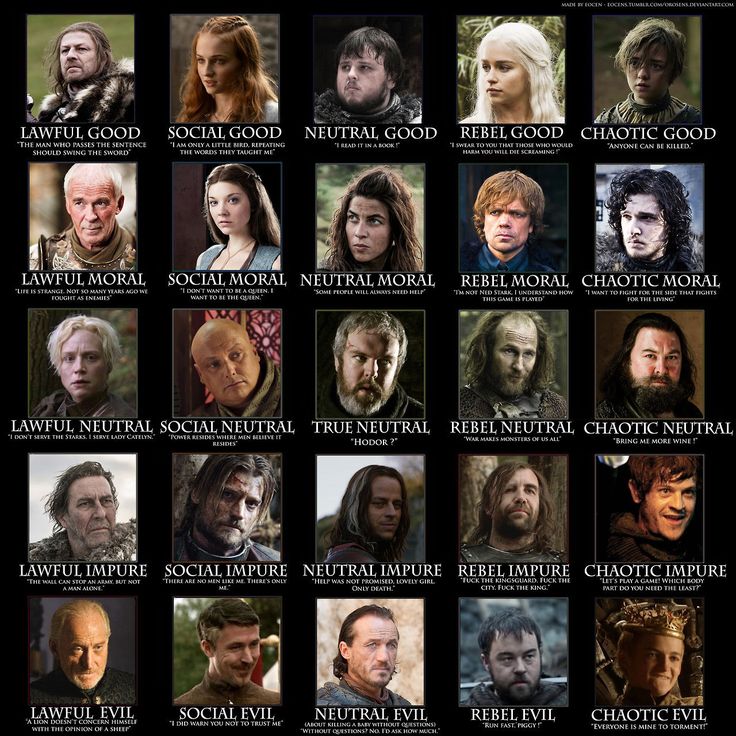 MADE BY EOCEN - EOCENS.TUMBLR.COM/OROSENS.DEVIANTART.COM
LAWFUL GOOD
"THE MAN WHO PASSES THE SENTENCE
SHOULD SWING THE SWORD"
SOCIAL GOOD
"I AM ONLY A LITTLE BIRD, REPEATING
THE WORDS THEY TAUGHT ME"
NEUTRAL GOOD
"I READ IT IN A BOOK !"
REBEL GOOD
"I SWEAR TO YOU THAT THOSE WHO WOULD
HARM YOU WILL DIE SCREAMING !"
CHAOTIC GOOD
"ANYONE CAN BE KILLED."
LAWFUL MORAL
"LIFE IS STRANGE. NOT SO MANY YEARS AGO WE
FOUGHT AS ENEMIES"
SOCIAL MORAL
"I DON'T WANT TO BE A QUEEN. I
WANT TO BE THE QUEEN."
NEUTRAL MORAL
"SOME PEOPLE WILL ALWAYS NEED HELP"
REBEL MORAL
"I'M NOT NED STARK, I UNDERSTAND HOW
THIS GAME IS PLAYED"
CHAOTIC MORAL
"I WANT TO FIGHT FOR THE SIDE THAT FIGHTS
FOR THE LIVING"
LAWFUL NEUTRAL
"I DON'T SERVE THE STARKS. I SERVE LADY CATELYN."
SOCIAL NEUTRAL
"POWER RESIDES WHERE MEN BELIEVE IT
RESIDES"
TRUE NEUTRAL
"HODOR ?"
REBEL NEUTRAL
"WAR MAKES MONSTERS OF US ALL"
CHAOTIC NEUTRAL
"BRING ME MORE WINE !"
LAWFUL IMPURE
"THE WALL CAN STOP AN ARMY, BUT NOT
A MAN ALONE."
SOCIAL IMPURE
"THERE ARE NO MEN LIKE ME. THERE'S ONLY
ME."
NEUTRAL IMPURE
"HELP WAS NOT PROMISED, LOVELY GIRL.
ONLY DEATH."
REBEL IMPURE
"FUCK THE KINGSGUARD. FUCK THE
CITY. FUCK THE KING."
CHAOTIC IMPURE
"LET'S PLAY A GAME! WHICH BODY
PART DO YOU NEED THE LEAST?"
LAWFUL EVIL
"A LION DOESN'T CONCERN HIMSELF
WITH THE OPINION OF A SHEEP"
SOCIAL EVIL
"I DID WARN YOU NOT TO TRUST ME"
NEUTRAL EVIL
(ABOUT KILLING A BABY WITHOUT QUESTIONS)
"WITHOUT QUESTIONS? NO. I'D ASK HOW MUCH."
REBEL EVIL
"RUN FAST, PIGGY !"
CHAOTIC EVIL
"EVERYONE IS MINE TO TORMENT!"